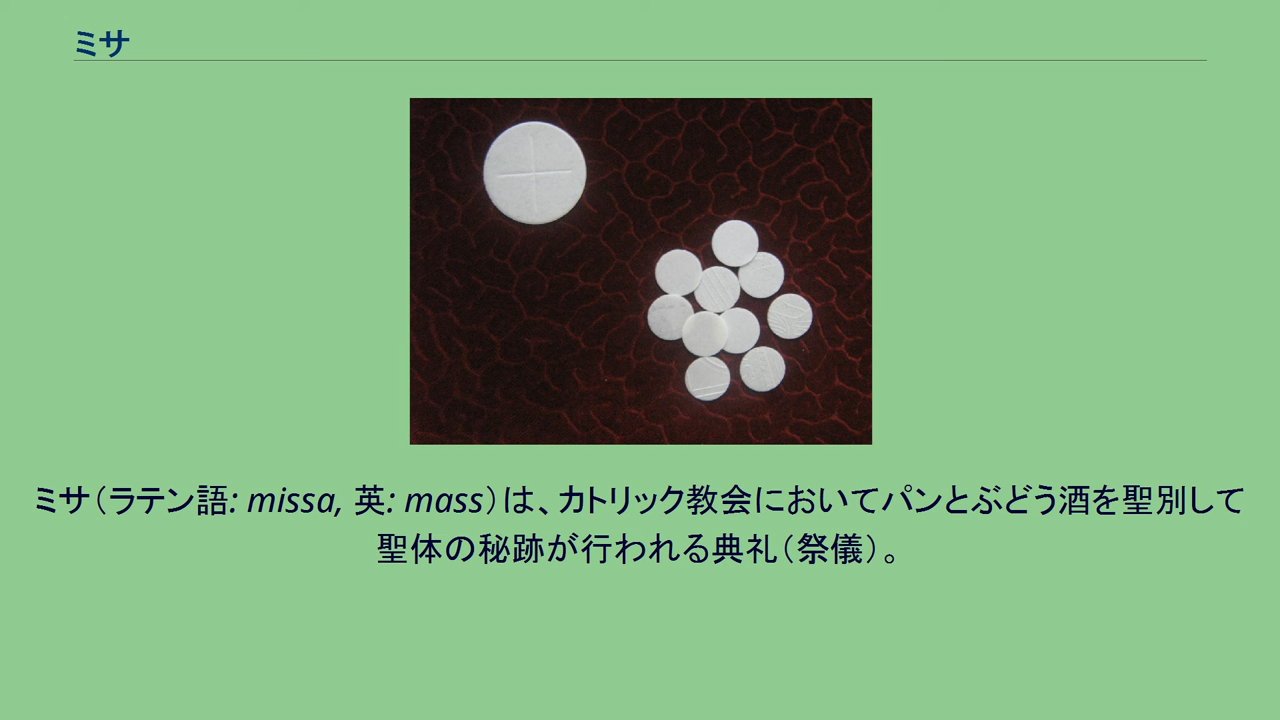 ミサ
ミサ（ラテン語: missa, 英: mass）は、カトリック教会においてパンとぶどう酒を聖別して
聖体の秘跡が行われる典礼（祭儀）。